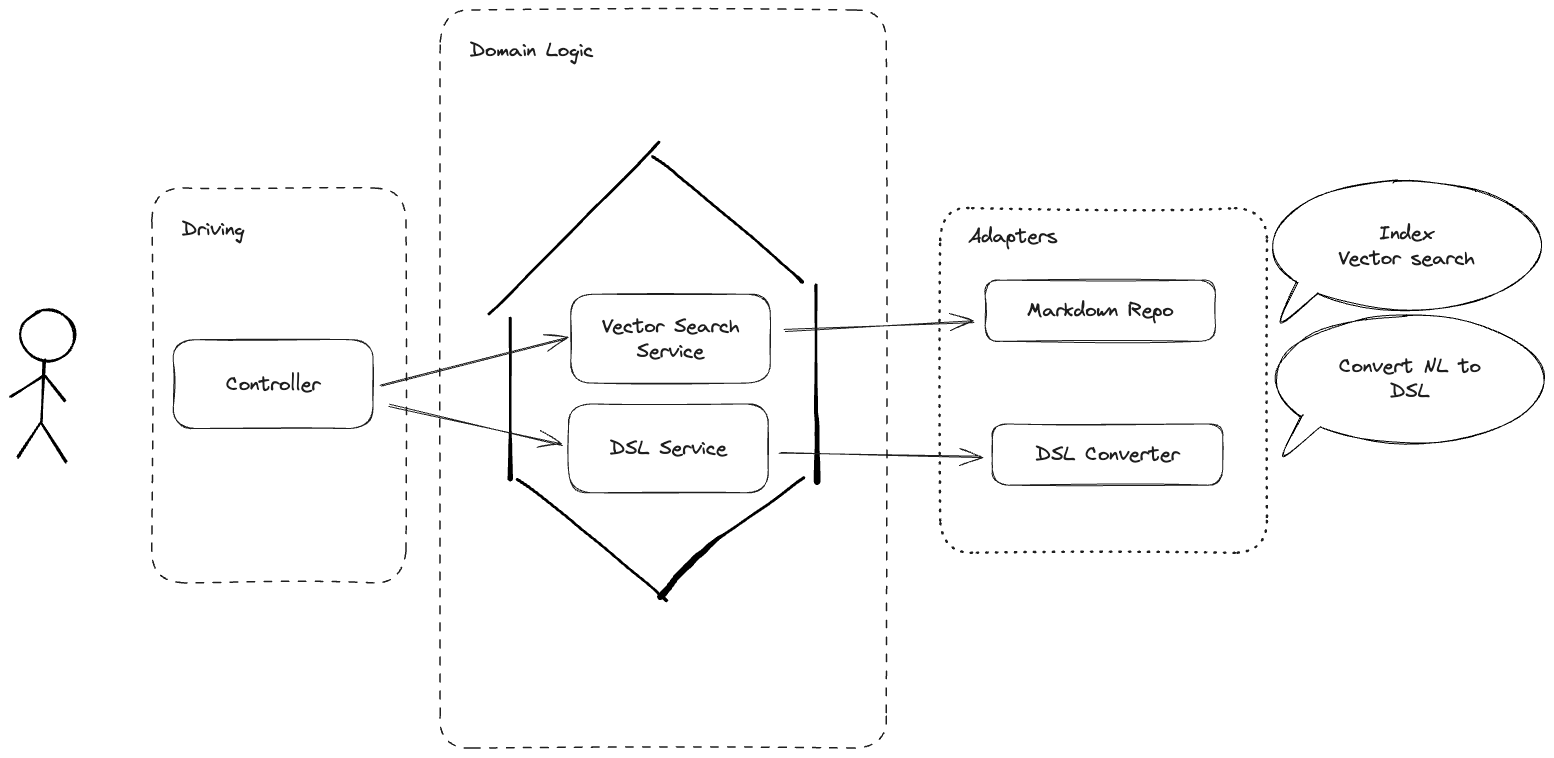 Domain Logic
Driving
Controller
Vector Search
Service
DSL Service
Adapters
Markdown Repo
DSL Converter
Index
Vector search
Convert NL to
DSL